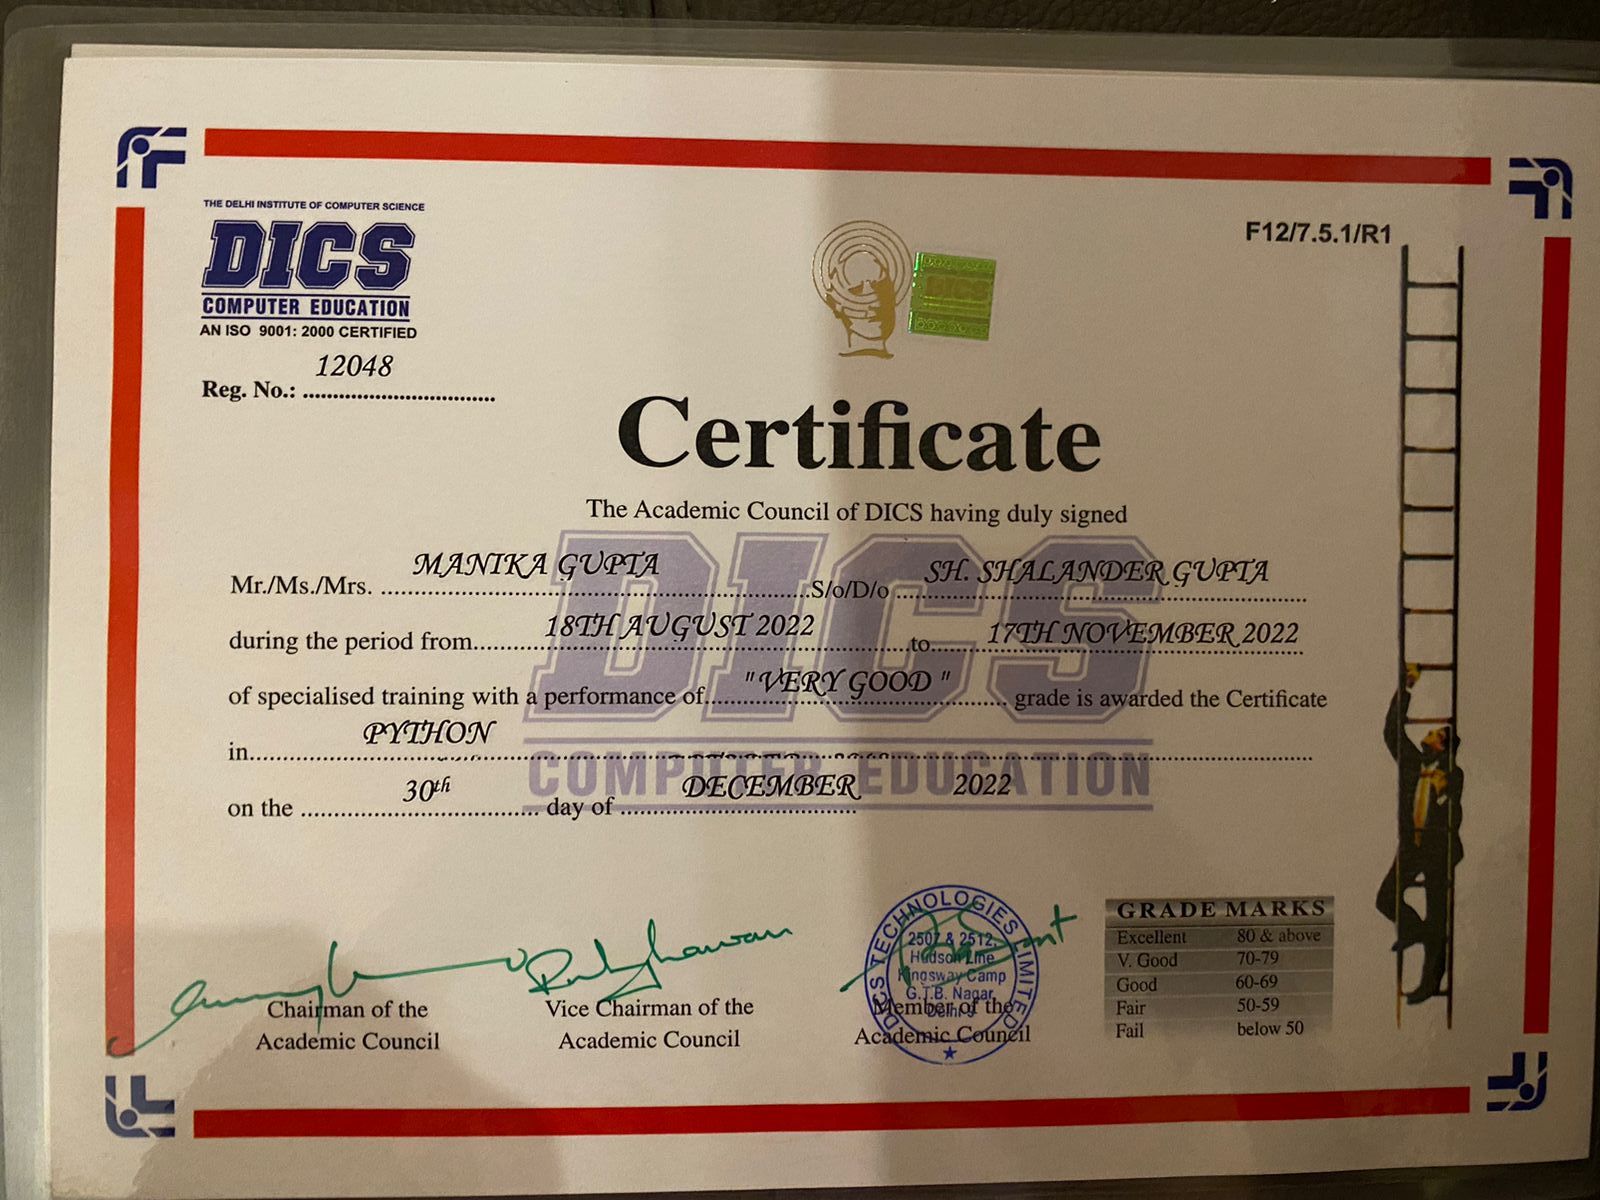 THE DELHI INSTITUTE OF COMPUTER SCIENCE
DICS
COMPUTER EDUCATION
AN ISO 9001: 2000 CERTIFIED
F12/7.5.1/R1
DICS
12048
Reg. No.: ................................
Certificate
The Academic Council of DICS having duly signed
Mr./Ms./Mrs. MANIKA GUPTA S/o/D/o SH. SHALANDER GUPTA
during the period from 18TH AUGUST 2022 to 17TH NOVEMBER 2022
of specialised training with a performance of "VERY GOOD" grade is awarded the Certificate
in PYTHON
on the 30th day of DECEMBER 2022
DICS
COMPUTER EDUCATION
Chairman of the
Academic Council
Vice Chairman of the
Academic Council
Member of the
Academic Council
DICS TECHNOLOGIES LIMITED
2507 & 2512,
Hudson Line
Kingsway Camp
G.T.B. Nagar,
Delhi-9
GRADE MARKS
Excellent 80 & above
V. Good 70-79
Good 60-69
Fair 50-59
Fail below 50